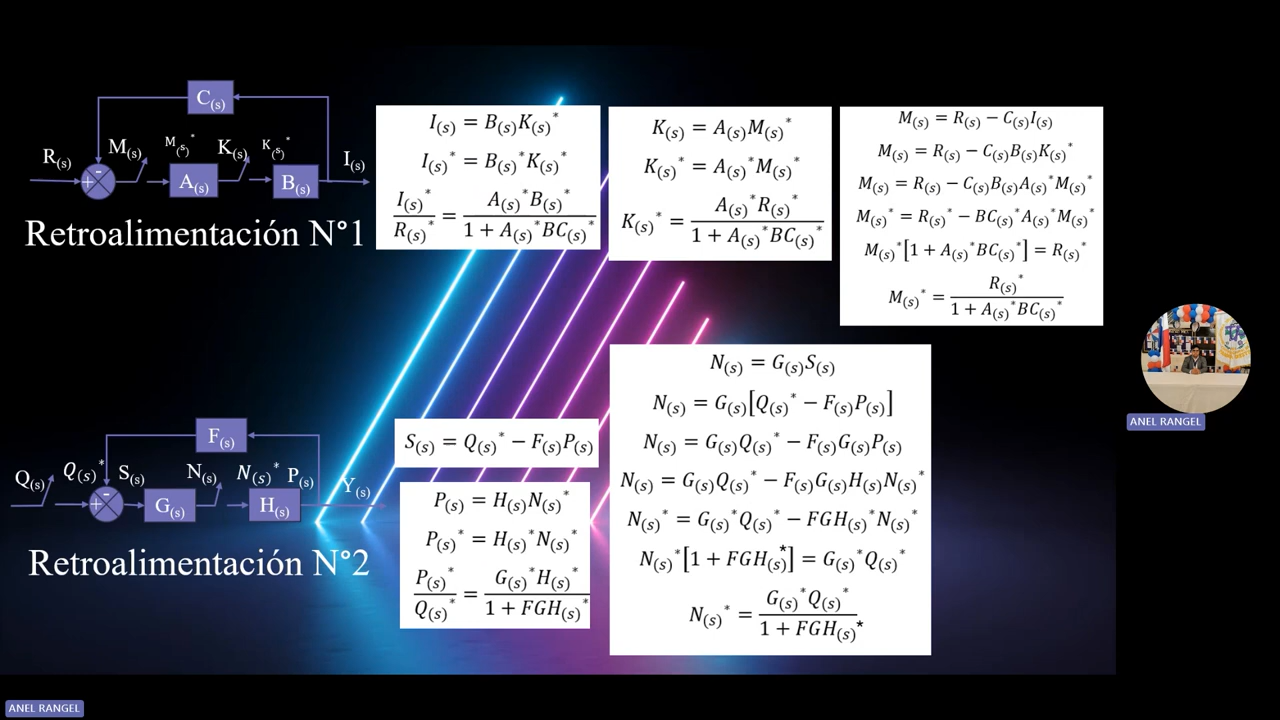 C(s)
R(s) M(s) M(s)* K(s) K(s)* I(s)
+ -
A(s) B(s)
Retroalimentación N°1
I(s) = B(s)K(s)*
I(s)* = B(s)*K(s)*
I(s)*/R(s)* = A(s)*B(s)*/1 + A(s)*BC(s)*
K(s) = A(s)M(s)*
K(s)* = A(s)*M(s)*
K(s)* = A(s)*R(s)*/1 + A(s)*BC(s)*
M(s) = R(s) − C(s)I(s)
M(s) = R(s) − C(s)B(s)K(s)*
M(s) = R(s) − C(s)B(s)A(s)*M(s)*
M(s)* = R(s)* − BC(s)*A(s)*M(s)*
M(s)*[1 + A(s)*BC(s)*] = R(s)*
M(s)* = R(s)*/1 + A(s)*BC(s)*
F(s)
Q(s) Q(s)* S(s) N(s) N(s)* P(s) Y(s)
+ -
G(s) H(s)
Retroalimentación N°2
S(s) = Q(s)* − F(s)P(s)
P(s) = H(s)N(s)*
P(s)* = H(s)*N(s)*
P(s)*/Q(s)* = G(s)*H(s)*/1 + FGH(s)*
N(s) = G(s)S(s)
N(s) = G(s)[Q(s)* − F(s)P(s)]
N(s) = G(s)Q(s)* − F(s)G(s)P(s)
N(s) = G(s)Q(s)* − F(s)G(s)H(s)N(s)*
N(s)* = G(s)*Q(s)* − FGH(s)*N(s)*
N(s)*[1 + FGH(s)*] = G(s)*Q(s)*
N(s)* = G(s)*Q(s)*/1 + FGH(s)*
ANEL RANGEL
ANEL RANGEL